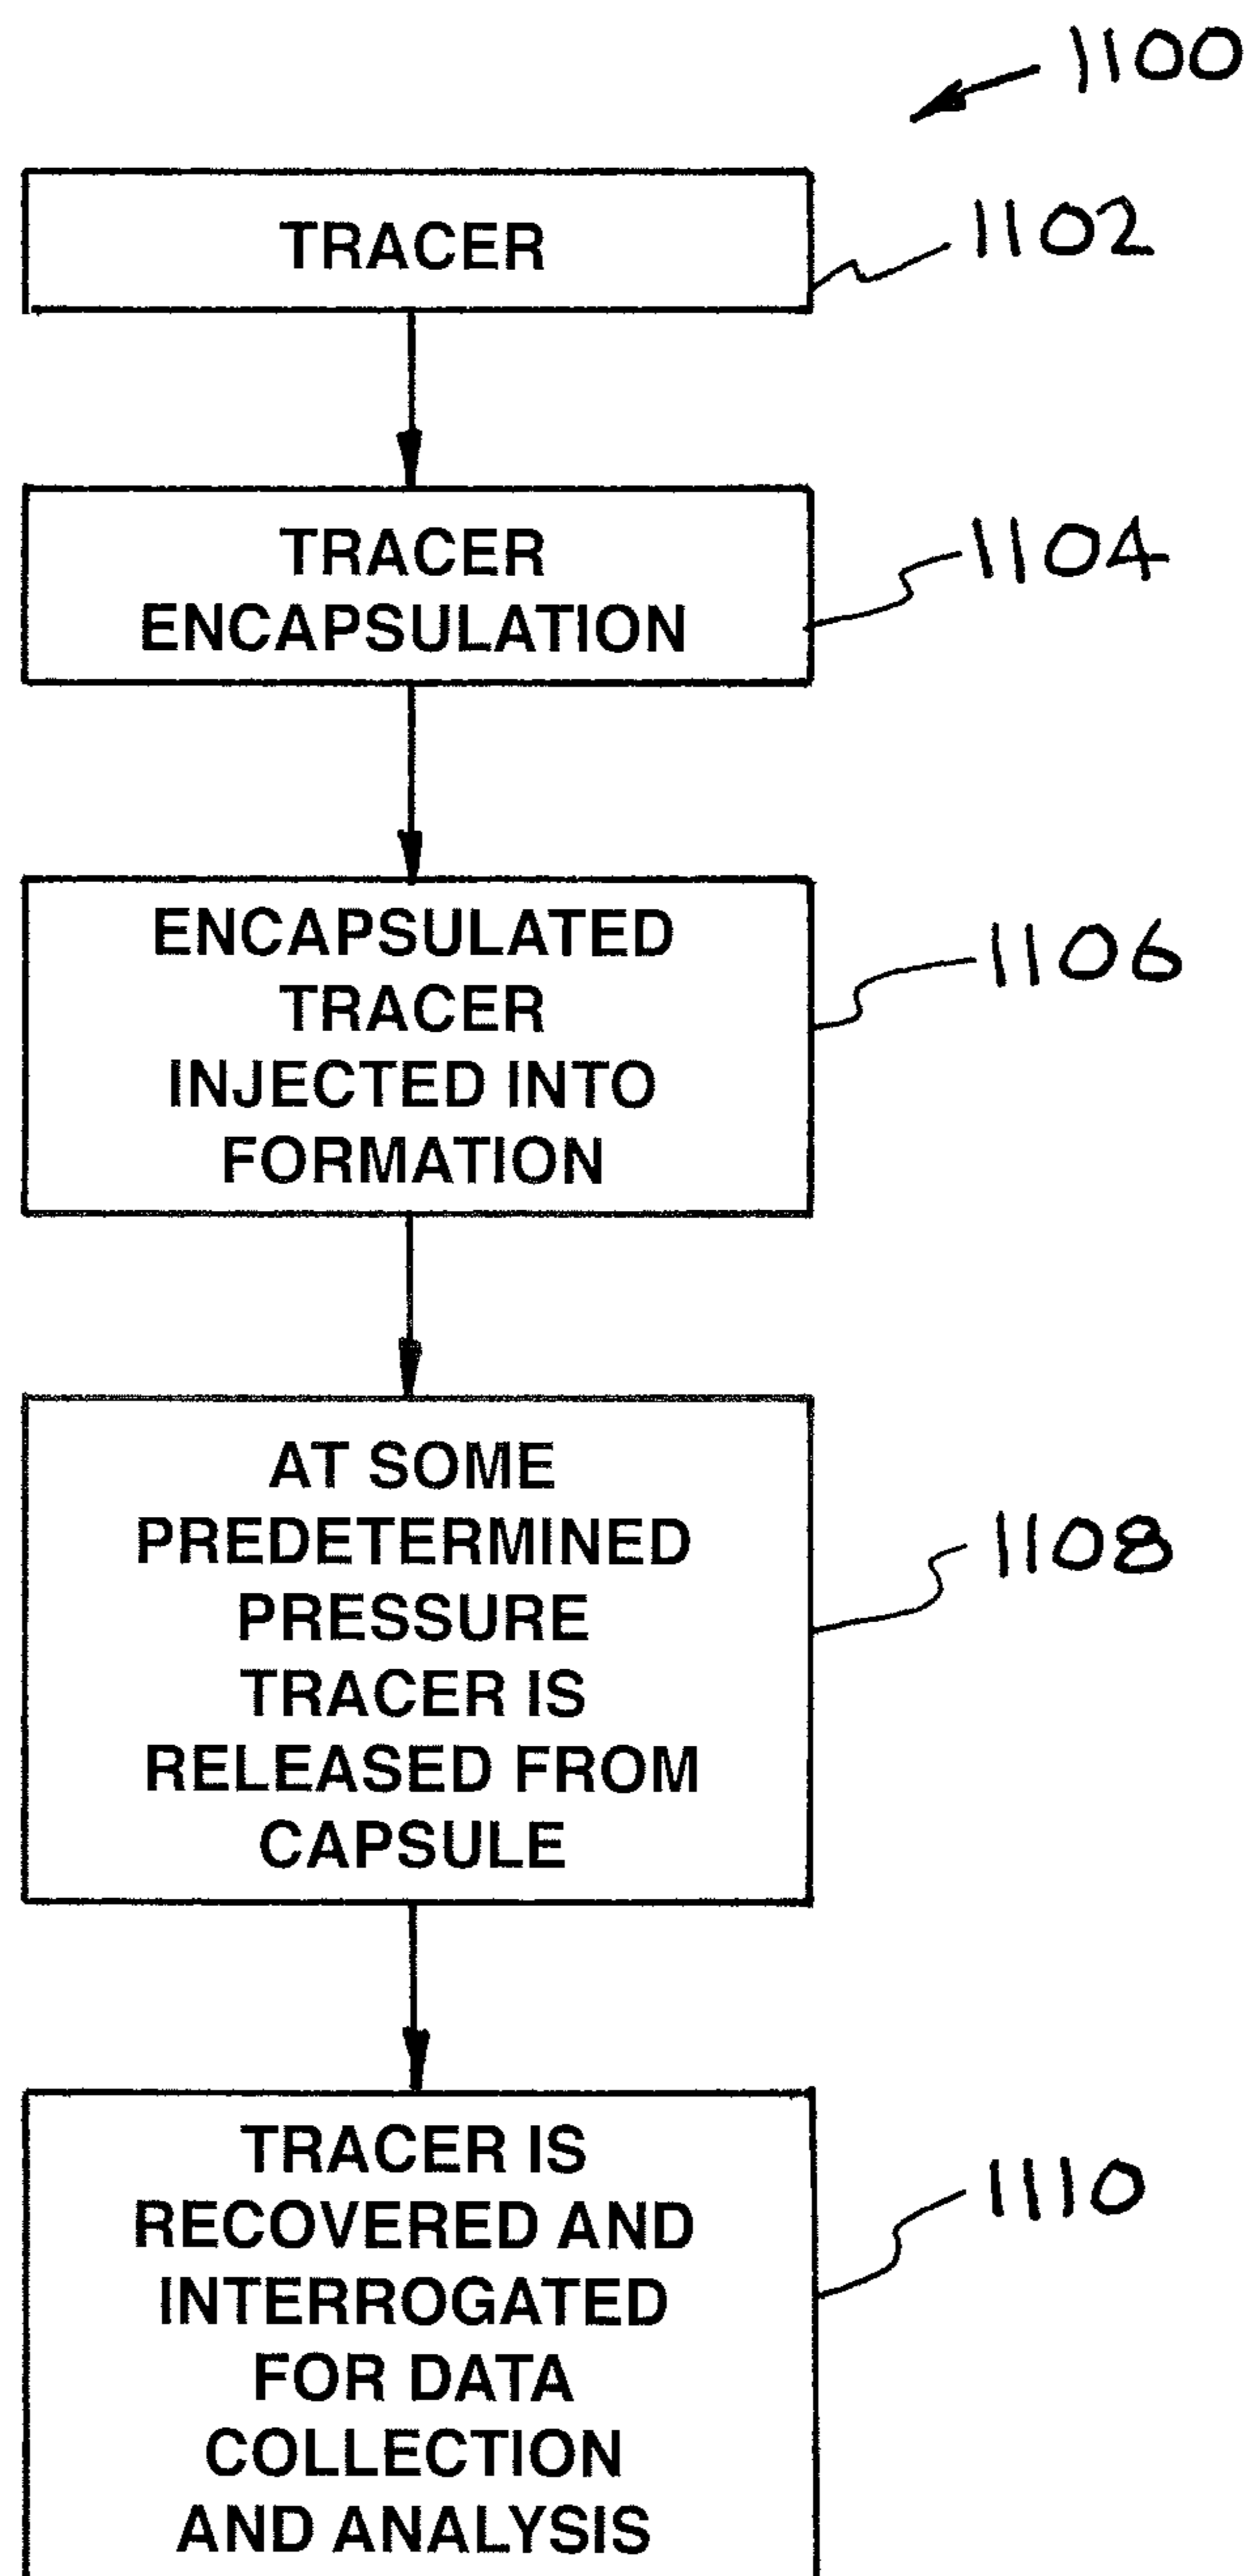 1100
TRACER
1102
TRACER
ENCAPSULATION
1104
ENCAPSULATED
TRACER
INJECTED INTO
FORMATION
1106
AT SOME
PREDETERMINED
PRESSURE
TRACER IS
RELEASED FROM
CAPSULE
1108
TRACER IS
RECOVERED AND
INTERROGATED
FOR DATA
COLLECTION
AND ANALYSIS
1110